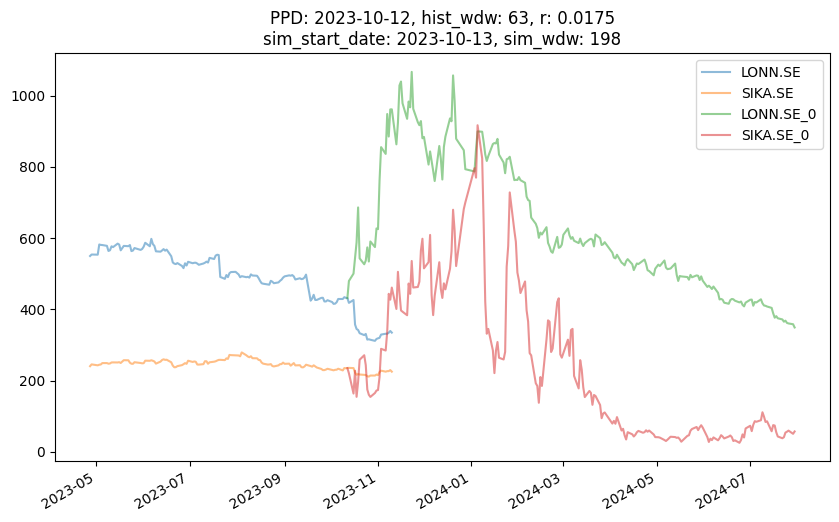 PPD: 2023-10-12, hist_wdw: 63, r: 0.0175
sim_start_date: 2023-10-13, sim_wdw: 198
LONN.SE
SIKA.SE
LONN.SE_0
SIKA.SE_0
1000
800
600
400
200
0
2023-05
2023-07
2023-09
2023-11
2024-01
2024-03
2024-05
2024-07